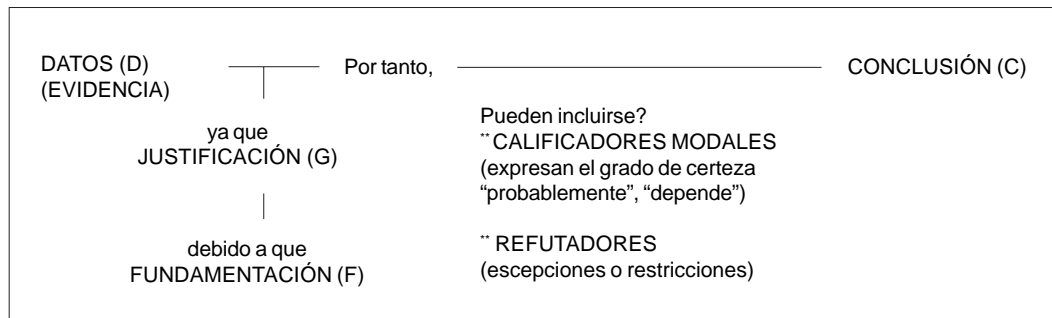 DATOS (D)
(EVIDENCIA)
Por tanto,
CONCLUSIÓN (C)
ya que
JUSTIFICACIÓN (G)
debido a que
FUNDAMENTACIÓN (F)
Pueden incluirse?
** CALIFICADORES MODALES
(expresan el grado de certeza
“probablemente”, “depende”)
** REFUTADORES
(escepciones o restricciones)